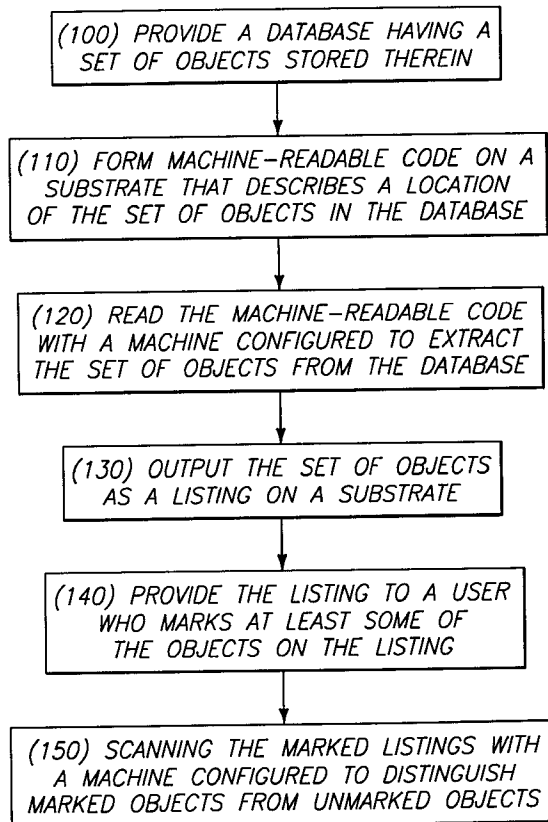 (100) PROVIDE A DATABASE HAVING A
SET OF OBJECTS STORED THEREIN
(110) FORM MACHINE-READABLE CODE ON A
SUBSTRATE THAT DESCRIBES A LOCATION
OF THE SET OF OBJECTS IN THE DATABASE
(120) READ THE MACHINE-READABLE CODE
WITH A MACHINE CONFIGURED TO EXTRACT
THE SET OF OBJECTS FROM THE DATABASE
(130) OUTPUT THE SET OF OBJECTS
AS A LISTING ON A SUBSTRATE
(140) PROVIDE THE LISTING TO A USER
WHO MARKS AT LEAST SOME OF
THE OBJECTS ON THE LISTING
(150) SCANNING THE MARKED LISTINGS WITH
A MACHINE CONFIGURED TO DISTINGUISH
MARKED OBJECTS FROM UNMARKED OBJECTS